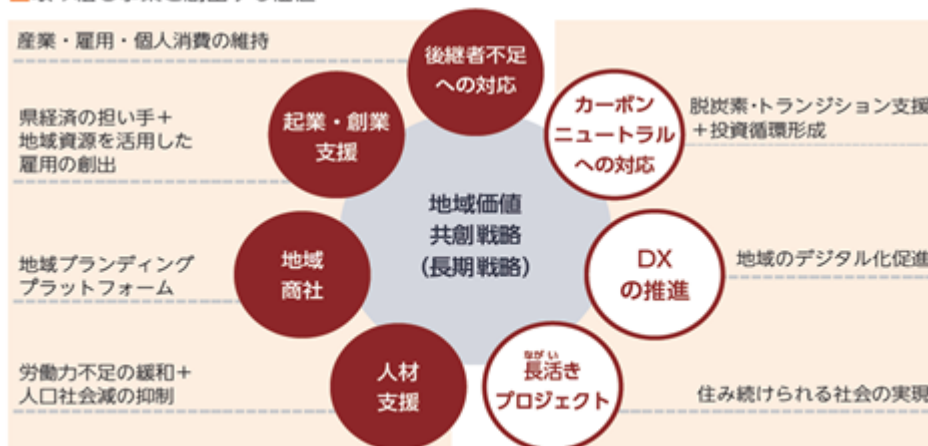 産業・雇用・個人消費の維持
後継者不足
への対応
県経済の担い手＋
地域資源を活用した
雇用の創出
起業・創業
支援
カーボン
ニュートラル
への対応
脱炭素・トランジション支援
＋投資循環形成
地域価値
共創戦略
(長期戦略)
地域ブランディング
プラットフォーム
地域
商社
DX
の推進
地域のデジタル化促進
労働力不足の緩和＋
人口社会減の抑制
人材
支援
ながい
長活き
プロジェクト
住み続けられる社会の実現